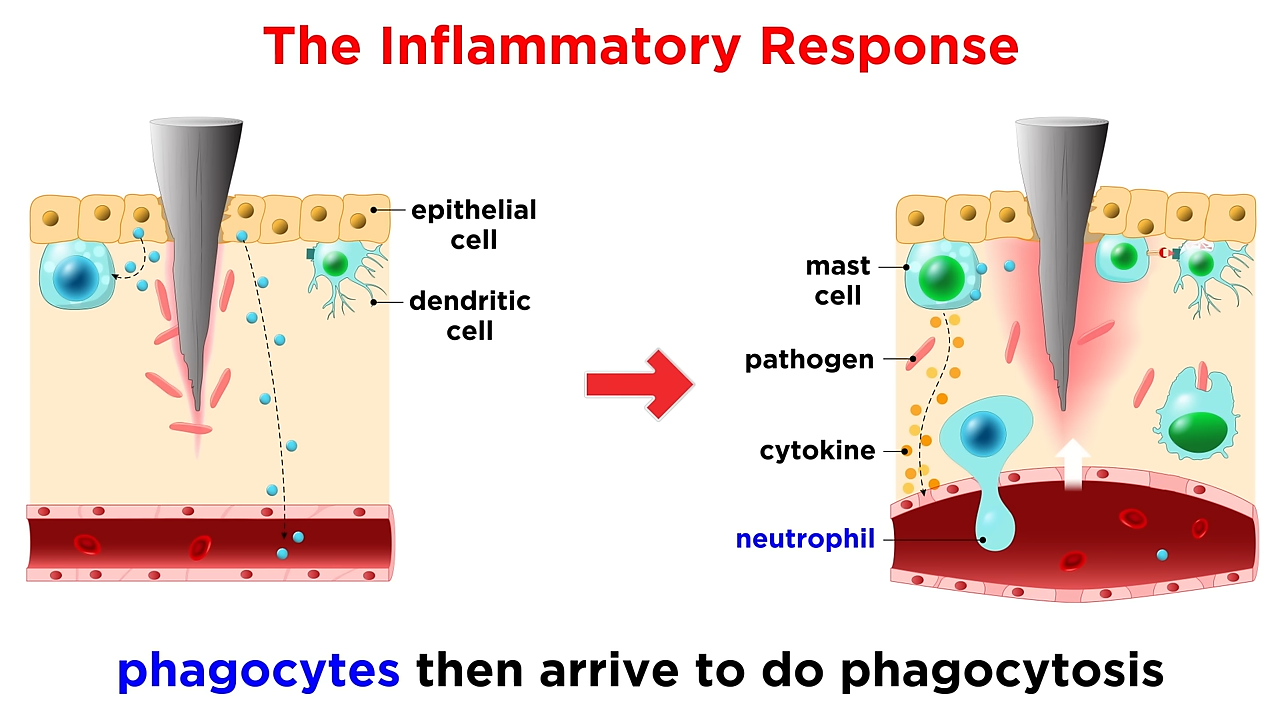 The Inflammatory Response
epithelial
cell
dendritic
cell
mast
cell
pathogen
cytokine
neutrophil
phagocytes then arrive to do phagocytosis